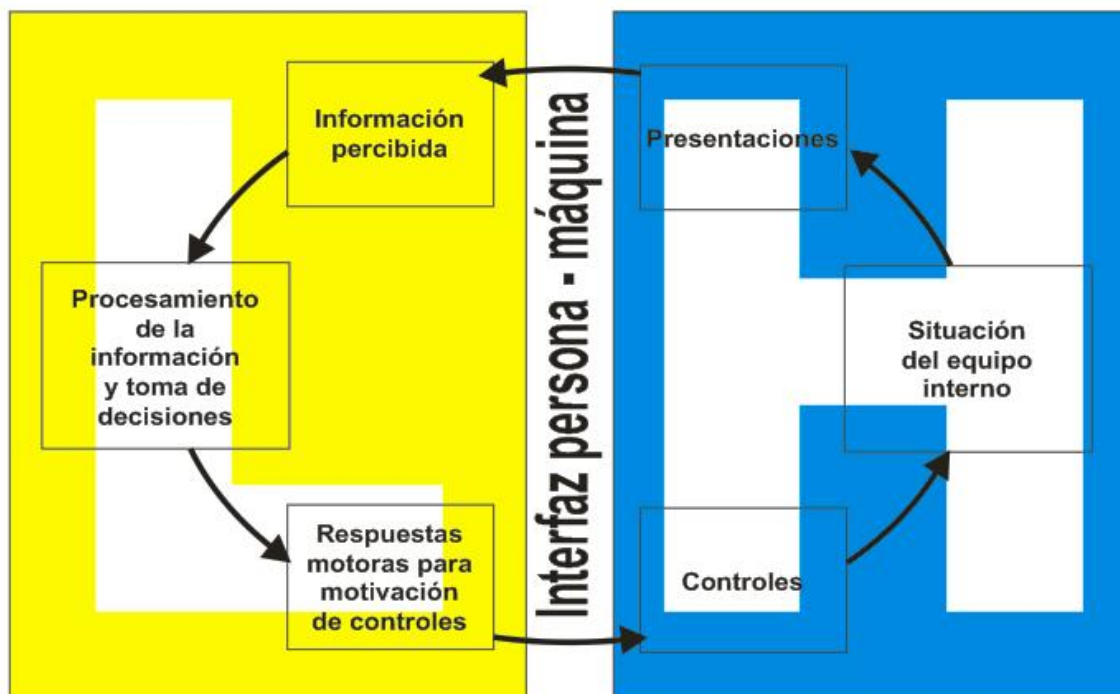 Información
percibida
Procesamiento
de la
información
y toma de
decisiones
Respuestas
motoras para
motivación
de controles
Interfaz persona - máquina
Presentaciones
Situación
del equipo
interno
Controles
L
H